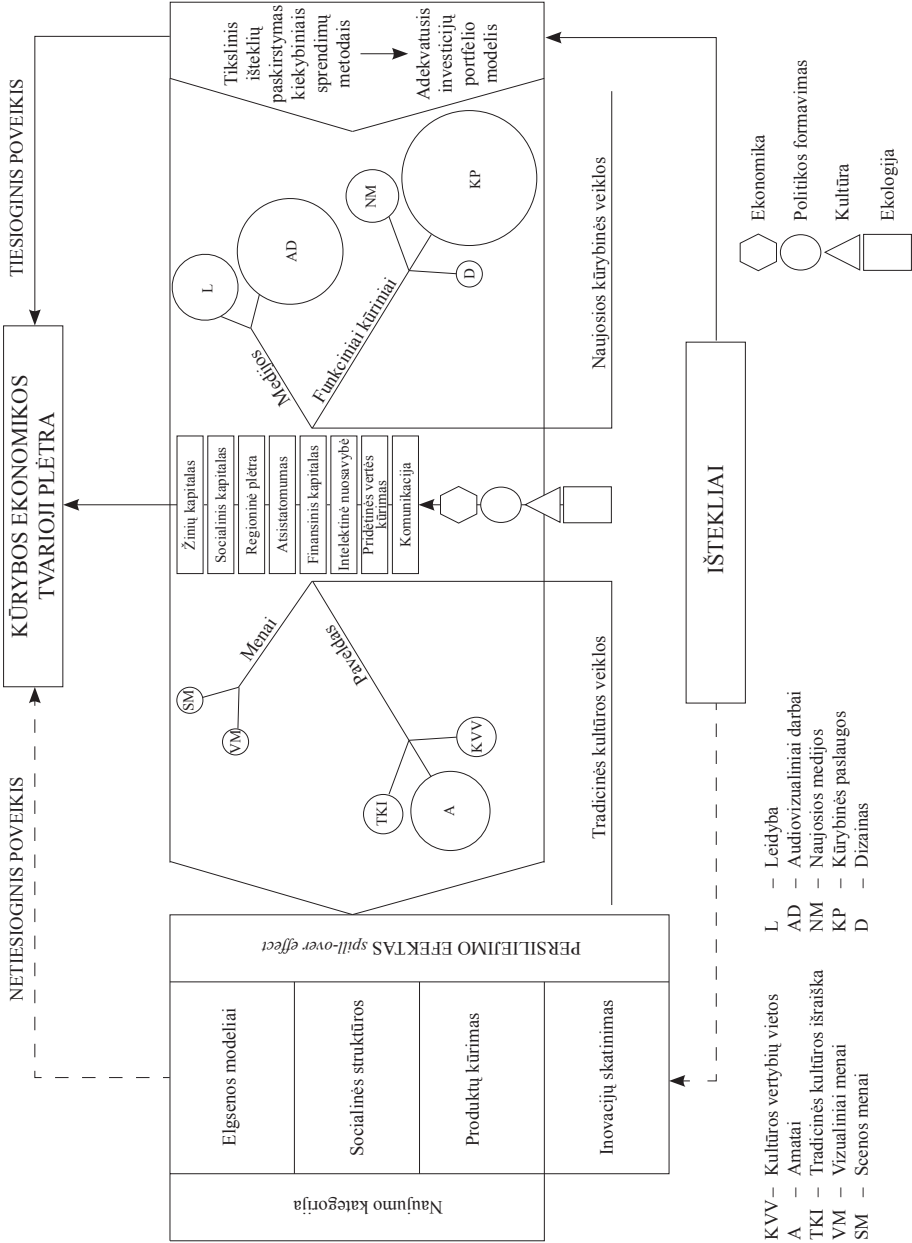 KŪRYBOS EKONOMIKOS
TVARIOJI PLĖTRA
NETIESIOGINIS POVEIKIS
TIESIOGINIS POVEIKIS
Naujumo kategorija
Elgsenos modeliai
Socialinės struktūros
Produktų kūrimas
Inovacijų skatinimas
PERSILIEJIMO EFEKTAS spill-over effect
SM
VM
Menai
Paveldas
TKI
A
KVV
Tradicinės kultūros veiklos
Žinių kapitalas
Socialinis kapitalas
Regioninė plėtra
Atsistatomumas
Finansinis kapitalas
Intelektinė nuosavybė
Pridėtinės vertės
kūrimas
Komunikacija
Medijos
L
AD
Funkciniai kūriniai
NM
D
KP
Naujosios kūrybinės veiklos
Tikslinis
išteklių
paskirstymas
kiekybiniais
sprendimų
metodais
Adekvatusis
investicijų
portfelio
modelis
IŠTEKLIAI
KVV – Kultūros vertybių vietos
A – Amatai
TKI – Tradicinės kultūros išraiška
VM – Vizualiniai menai
SM – Scenos menai
L – Leidyba
AD – Audiovizualiniai darbai
NM – Naujosios medijos
KP – Kūrybinės paslaugos
D – Dizainas
Ekonomika
Politikos formavimas
Kultūra
Ekologija